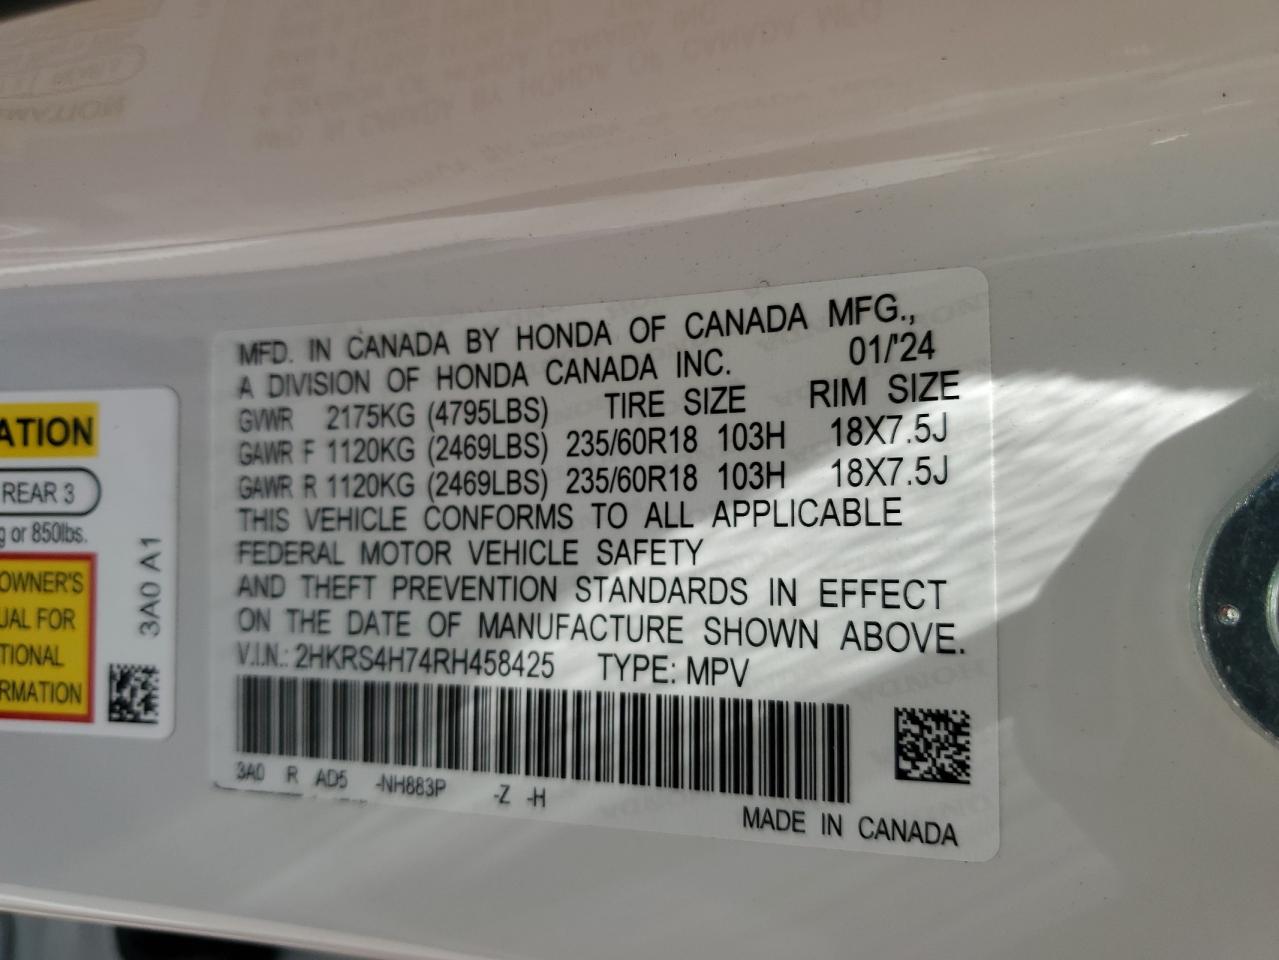 ATION
REAR 3
g or 850lbs.
OWNER'S
UAL FOR
TIONAL
RMATION
3A0 A1
MFD. IN CANADA BY HONDA OF CANADA MFG.,
A DIVISION OF HONDA CANADA INC. 01/'24
GVWR 2175KG (4795LBS) TIRE SIZE RIM SIZE
GAWR F 1120KG (2469LBS) 235/60R18 103H 18X7.5J
GAWR R 1120KG (2469LBS) 235/60R18 103H 18X7.5J
THIS VEHICLE CONFORMS TO ALL APPLICABLE
FEDERAL MOTOR VEHICLE SAFETY
AND THEFT PREVENTION STANDARDS IN EFFECT
ON THE DATE OF MANUFACTURE SHOWN ABOVE.
V.I.N.: 2HKRS4H74RH458425 TYPE: MPV
3A0 R AD5 -NH883P -Z -H
MADE IN CANADA